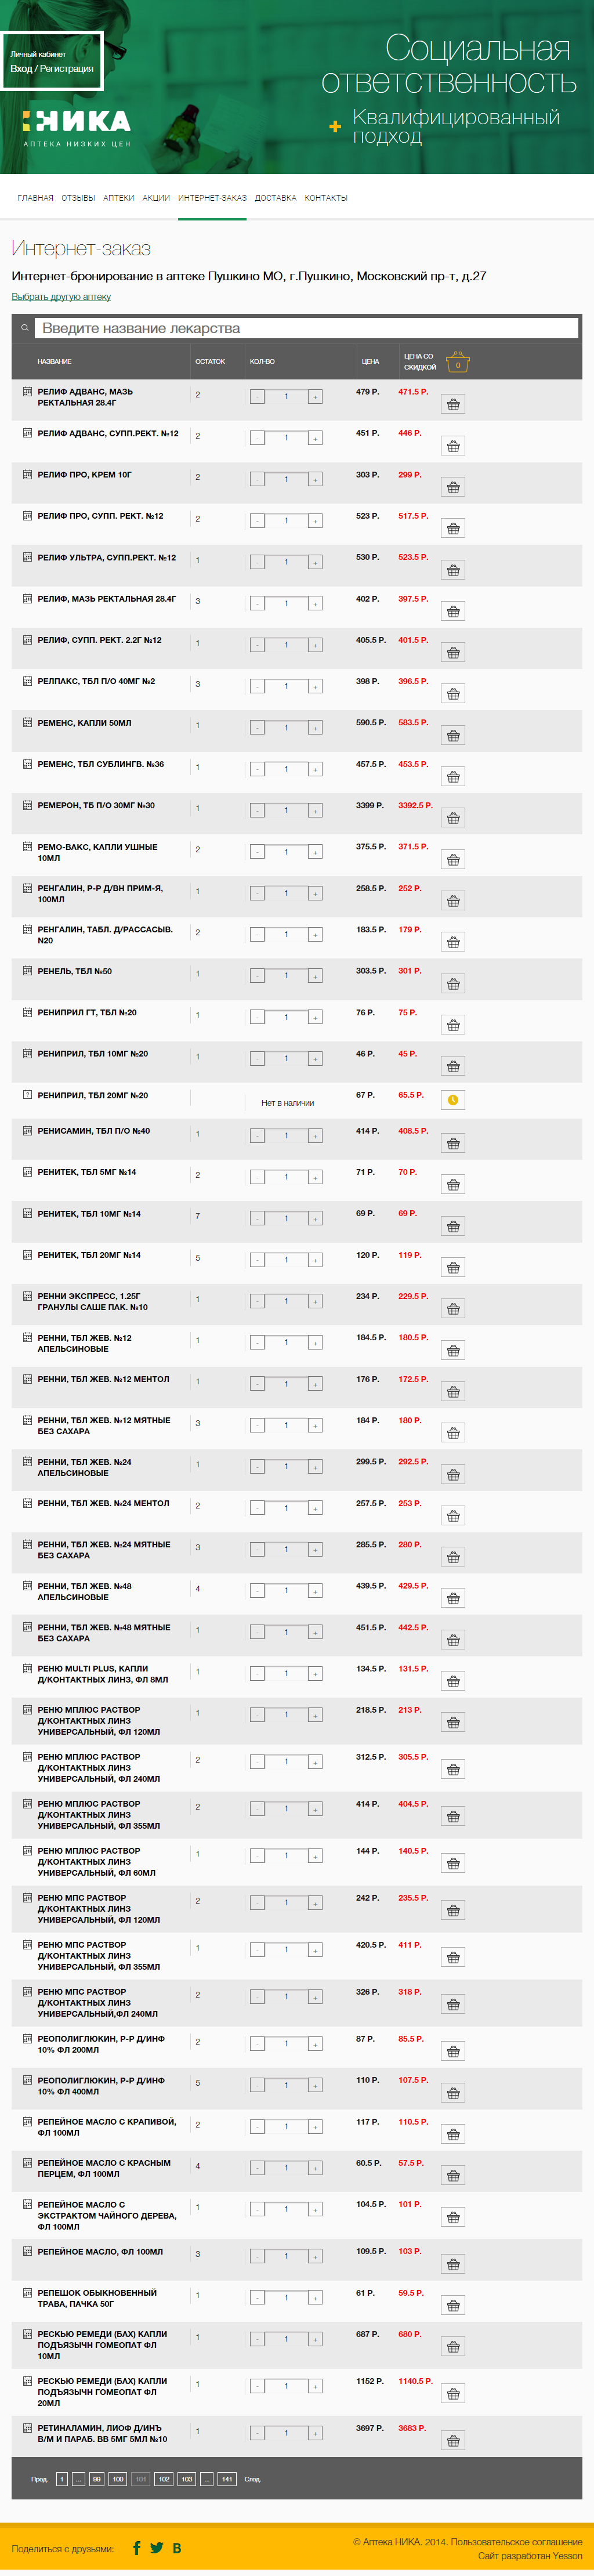 Личный кабинет
Вход / Регистрация
НИКА
АПТЕКА НИЗКИХ ЦЕН
Социальная
ответственность
+ Квалифицированный
подход
ГЛАВНАЯ ОТЗЫВЫ АПТЕКИ АКЦИИ ИНТЕРНЕТ-ЗАКАЗ ДОСТАВКА КОНТАКТЫ
Интернет-заказ
Интернет-бронирование в аптеке Пушкино МО, г.Пушкино, Московский пр-т, д.27
Выбрать другую аптеку
Введите название лекарства
НАЗВАНИЕ ОСТАТОК КОЛ-ВО ЦЕНА ЦЕНА СО СКИДКОЙ 0
РЕЛИФ АДВАНС, МАЗЬ 2 - 1 + 479 Р. 471.5 Р.
РЕКТАЛЬНАЯ 28.4Г
РЕЛИФ АДВАНС, СУПП.РЕКТ. №12 2 - 1 + 451 Р. 446 Р.
РЕЛИФ ПРО, КРЕМ 10Г 2 - 1 + 303 Р. 299 Р.
РЕЛИФ ПРО, СУПП. РЕКТ. №12 2 - 1 + 523 Р. 517.5 Р.
РЕЛИФ УЛЬТРА, СУПП.РЕКТ. №12 1 - 1 + 530 Р. 523.5 Р.
РЕЛИФ, МАЗЬ РЕКТАЛЬНАЯ 28.4Г 3 - 1 + 402 Р. 397.5 Р.
РЕЛИФ, СУПП. РЕКТ. 2.2Г №12 1 - 1 + 405.5 Р. 401.5 Р.
РЕЛПАКС, ТБЛ П/О 40МГ №2 3 - 1 + 398 Р. 396.5 Р.
РЕМЕНС, КАПЛИ 50МЛ 1 - 1 + 590.5 Р. 583.5 Р.
РЕМЕНС, ТБЛ СУБЛИНГВ. №36 1 - 1 + 457.5 Р. 453.5 Р.
РЕМЕРОН, ТБ П/О 30МГ №30 1 - 1 + 3399 Р. 3392.5 Р.
РЕМО-ВАКС, КАПЛИ УШНЫЕ 2 - 1 + 375.5 Р. 371.5 Р.
10МЛ
РЕНГАЛИН, Р-Р Д/ВН ПРИМ-Я, 1 - 1 + 258.5 Р. 252 Р.
100МЛ
РЕНГАЛИН, ТАБЛ. Д/РАССАСЫВ. 2 - 1 + 183.5 Р. 179 Р.
N20
РЕНЕЛЬ, ТБЛ №50 1 - 1 + 303.5 Р. 301 Р.
РЕНИПРИЛ ГТ, ТБЛ №20 1 - 1 + 76 Р. 75 Р.
РЕНИПРИЛ, ТБЛ 10МГ №20 1 - 1 + 46 Р. 45 Р.
РЕНИПРИЛ, ТБЛ 20МГ №20 Нет в наличии 67 Р. 65.5 Р.
РЕНИСАМИН, ТБЛ П/О №40 1 - 1 + 414 Р. 408.5 Р.
РЕНИТЕК, ТБЛ 5МГ №14 2 - 1 + 71 Р. 70 Р.
РЕНИТЕК, ТБЛ 10МГ №14 7 - 1 + 69 Р. 69 Р.
РЕНИТЕК, ТБЛ 20МГ №14 5 - 1 + 120 Р. 119 Р.
РЕННИ ЭКСПРЕСС, 1.25Г 1 - 1 + 234 Р. 229.5 Р.
ГРАНУЛЫ САШЕ ПАК. №10
РЕННИ, ТБЛ ЖЕВ. №12 1 - 1 + 184.5 Р. 180.5 Р.
АПЕЛЬСИНОВЫЕ
РЕННИ, ТБЛ ЖЕВ. №12 МЕНТОЛ 1 - 1 + 176 Р. 172.5 Р.
РЕННИ, ТБЛ ЖЕВ. №12 МЯТНЫЕ 3 - 1 + 184 Р. 180 Р.
БЕЗ САХАРА
РЕННИ, ТБЛ ЖЕВ. №24 1 - 1 + 299.5 Р. 292.5 Р.
АПЕЛЬСИНОВЫЕ
РЕННИ, ТБЛ ЖЕВ. №24 МЕНТОЛ 2 - 1 + 257.5 Р. 253 Р.
РЕННИ, ТБЛ ЖЕВ. №24 МЯТНЫЕ 3 - 1 + 285.5 Р. 280 Р.
БЕЗ САХАРА
РЕННИ, ТБЛ ЖЕВ. №48 4 - 1 + 439.5 Р. 429.5 Р.
АПЕЛЬСИНОВЫЕ
РЕННИ, ТБЛ ЖЕВ. №48 МЯТНЫЕ 1 - 1 + 451.5 Р. 442.5 Р.
БЕЗ САХАРА
РЕНЮ MULTI PLUS, КАПЛИ 1 - 1 + 134.5 Р. 131.5 Р.
Д/КОНТАКТНЫХ ЛИНЗ, ФЛ 8МЛ
РЕНЮ МПЛЮС РАСТВОР 1 - 1 + 218.5 Р. 213 Р.
Д/КОНТАКТНЫХ ЛИНЗ
УНИВЕРСАЛЬНЫЙ, ФЛ 120МЛ
РЕНЮ МПЛЮС РАСТВОР 2 - 1 + 312.5 Р. 305.5 Р.
Д/КОНТАКТНЫХ ЛИНЗ
УНИВЕРСАЛЬНЫЙ, ФЛ 240МЛ
РЕНЮ МПЛЮС РАСТВОР 2 - 1 + 414 Р. 404.5 Р.
Д/КОНТАКТНЫХ ЛИНЗ
УНИВЕРСАЛЬНЫЙ, ФЛ 355МЛ
РЕНЮ МПЛЮС РАСТВОР 1 - 1 + 144 Р. 140.5 Р.
Д/КОНТАКТНЫХ ЛИНЗ
УНИВЕРСАЛЬНЫЙ, ФЛ 60МЛ
РЕНЮ МПС РАСТВОР 2 - 1 + 242 Р. 235.5 Р.
Д/КОНТАКТНЫХ ЛИНЗ
УНИВЕРСАЛЬНЫЙ, ФЛ 120МЛ
РЕНЮ МПС РАСТВОР 1 - 1 + 420.5 Р. 411 Р.
Д/КОНТАКТНЫХ ЛИНЗ
УНИВЕРСАЛЬНЫЙ, ФЛ 355МЛ
РЕНЮ МПС РАСТВОР 2 - 1 + 326 Р. 318 Р.
Д/КОНТАКТНЫХ ЛИНЗ
УНИВЕРСАЛЬНЫЙ,ФЛ 240МЛ
РЕОПОЛИГЛЮКИН, Р-Р Д/ИНФ 2 - 1 + 87 Р. 85.5 Р.
10% ФЛ 200МЛ
РЕОПОЛИГЛЮКИН, Р-Р Д/ИНФ 5 - 1 + 110 Р. 107.5 Р.
10% ФЛ 400МЛ
РЕПЕЙНОЕ МАСЛО С КРАПИВОЙ, 2 - 1 + 117 Р. 110.5 Р.
ФЛ 100МЛ
РЕПЕЙНОЕ МАСЛО С КРАСНЫМ 4 - 1 + 60.5 Р. 57.5 Р.
ПЕРЦЕМ, ФЛ 100МЛ
РЕПЕЙНОЕ МАСЛО С 1 - 1 + 104.5 Р. 101 Р.
ЭКСТРАКТОМ ЧАЙНОГО ДЕРЕВА,
ФЛ 100МЛ
РЕПЕЙНОЕ МАСЛО, ФЛ 100МЛ 3 - 1 + 109.5 Р. 103 Р.
РЕПЕШОК ОБЫКНОВЕННЫЙ 1 - 1 + 61 Р. 59.5 Р.
ТРАВА, ПАЧКА 50Г
РЕСКЬЮ РЕМЕДИ (БАХ) КАПЛИ 1 - 1 + 687 Р. 680 Р.
ПОДЪЯЗЫЧН ГОМЕОПАТ ФЛ
10МЛ
РЕСКЬЮ РЕМЕДИ (БАХ) КАПЛИ 1 - 1 + 1152 Р. 1140.5 Р.
ПОДЪЯЗЫЧН ГОМЕОПАТ ФЛ
20МЛ
РЕТИНАЛАМИН, ЛИОФ Д/ИНЪ 1 - 1 + 3697 Р. 3683 Р.
В/М И ПАРАБ. ВВ 5МГ 5МЛ №10
Пред. 1 ... 99 100 101 102 103 ... 141 След.
Поделиться с друзьями:
© Аптека НИКА. 2014. Пользовательское соглашение
Сайт разработан Yesson